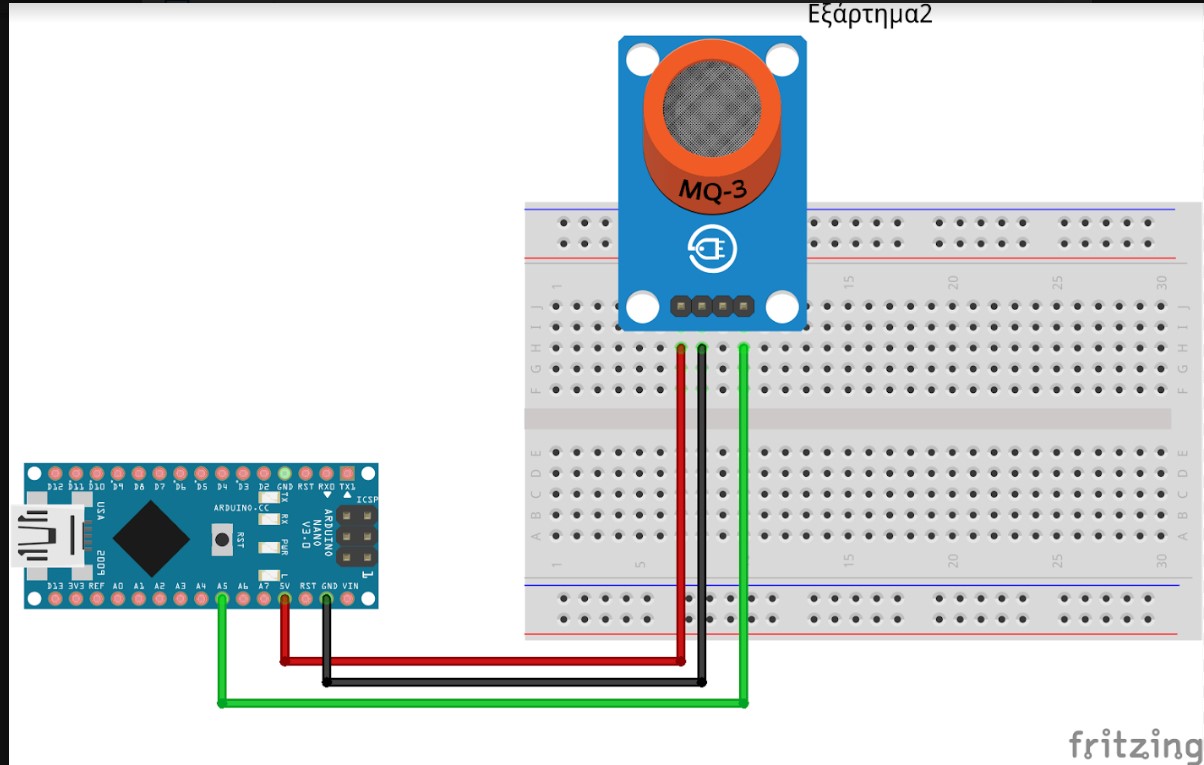 Εξάρτημα2
MQ-3
1 15 20 25 30
J J
I I
H H
G G
F F
E E
D D
C C
B B
A A
1 5 15 20 25 30
D12 D11 D10 D9 D8 D7 D6 D5 D4 D3 D2 GND RST RX0 TX1
TX
RX
PWR
L
ICSP
1
ARDUINO.CC
USA
2009
RST
ARDUINO
NANO
V3.0
D13 3V3 REF A0 A1 A2 A3 A4 A5 A6 A7 5V RST GND VIN
fritzing